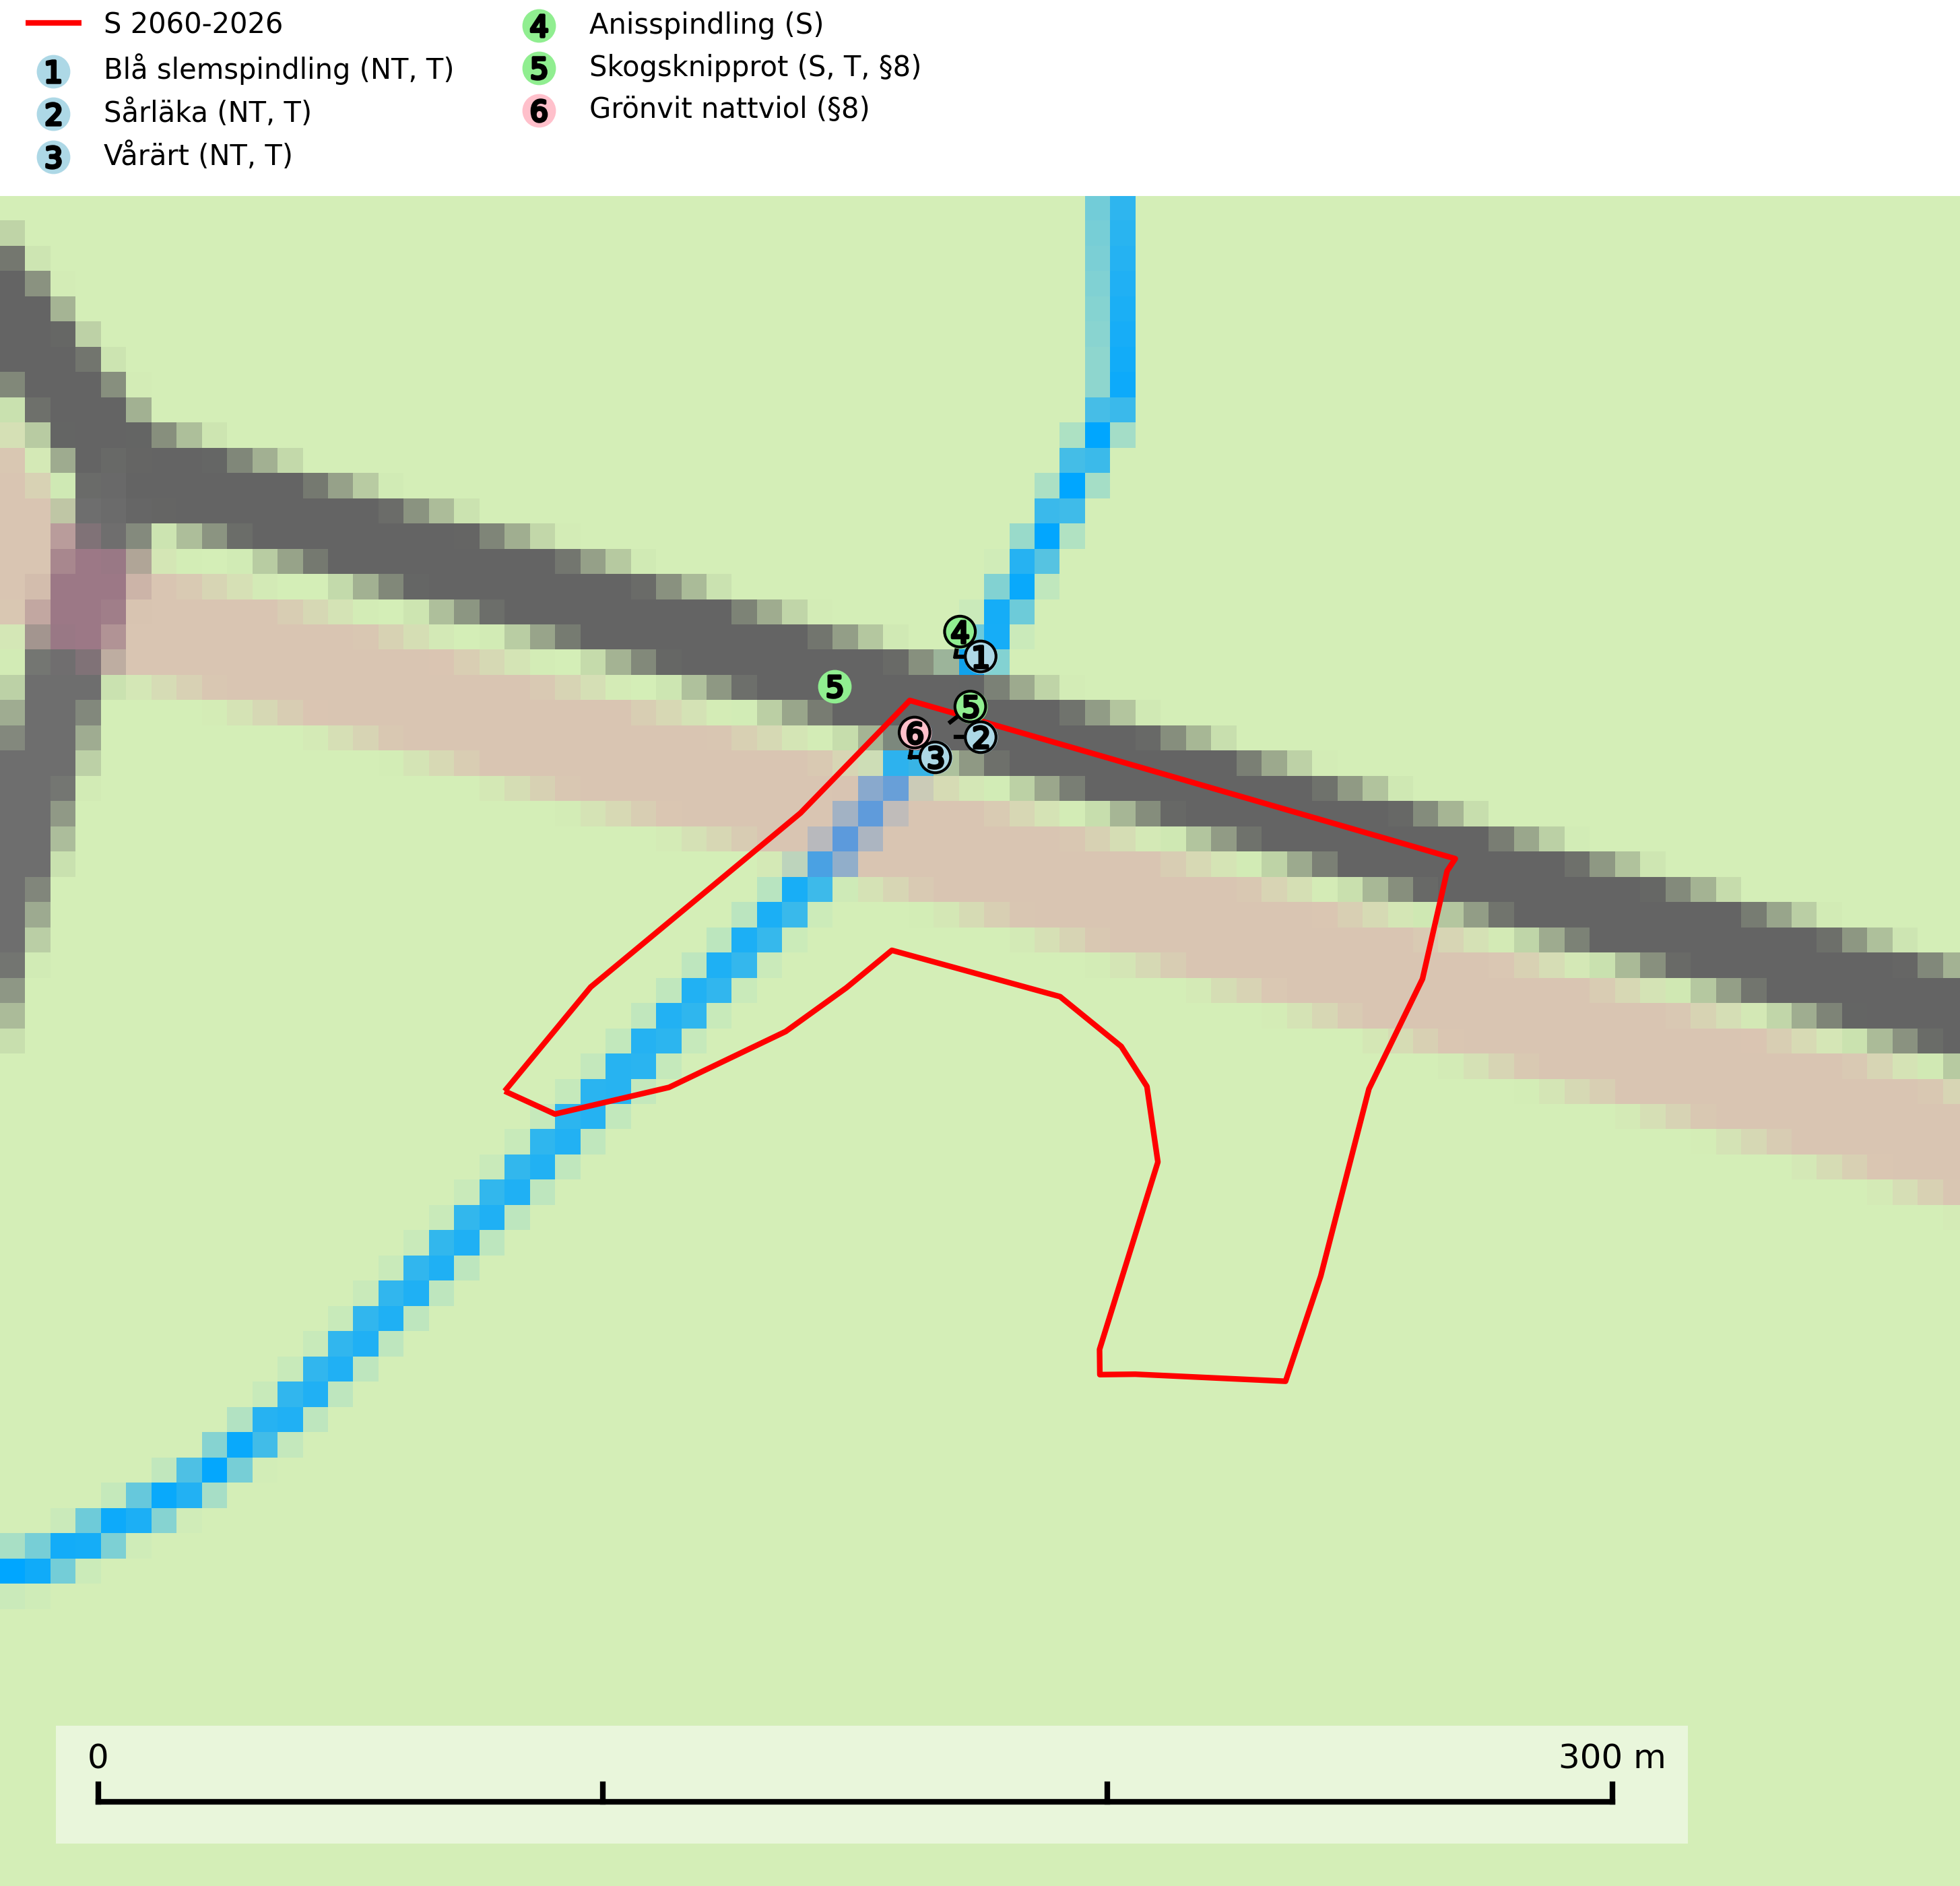 S 2060-2026
1 Blå slemspindling (NT, T)
2 Sårläka (NT, T)
3 Vårärt (NT, T)
4 Anisspindling (S)
5 Skogsknipprot (S, T, §8)
6 Grönvit nattviol (§8)
4
1
5
5
6
2
3
0 300 m